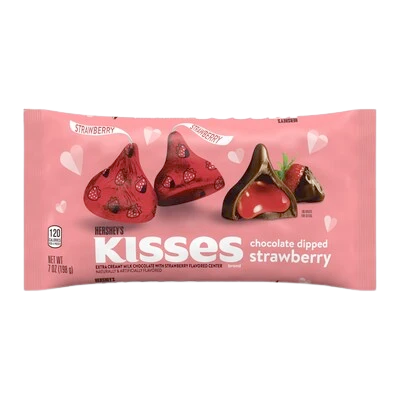 STRAWBERRY
STRAWBERRY
120
CALORIES
HERSHEY'S
KISSES
chocolate dipped
strawberry
EXTRA CREAMY MILK CHOCOLATE WITH STRAWBERRY FLAVORED CENTER
NATURALLY & ARTIFICIALLY FLAVORED
NET WT
7 OZ (198 g)
HERSHEY'S